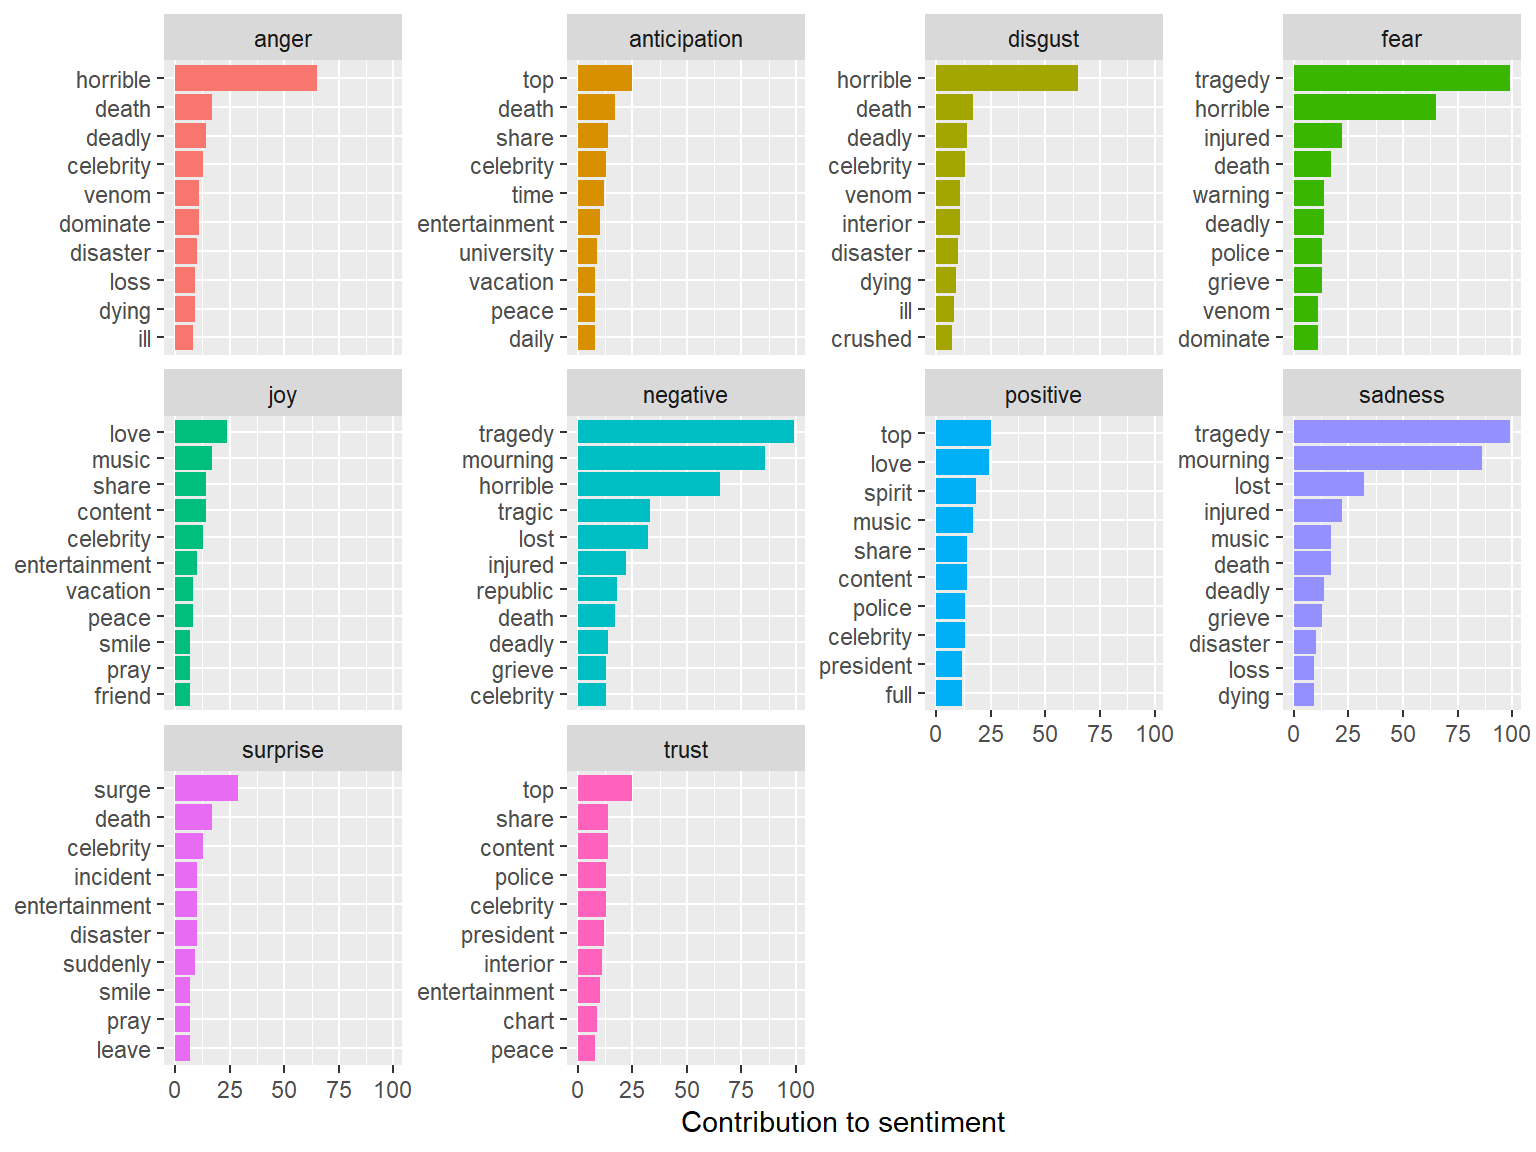 anger
horrible
death
deadly
celebrity
venom
dominate
disaster
loss
dying
ill
anticipation
top
death
share
celebrity
time
entertainment
university
vacation
peace
daily
disgust
horrible
death
deadly
celebrity
venom
interior
disaster
dying
ill
crushed
fear
tragedy
horrible
injured
death
warning
deadly
police
grieve
venom
dominate
joy
love
music
share
content
celebrity
entertainment
vacation
peace
smile
pray
friend
negative
tragedy
mourning
horrible
tragic
lost
injured
republic
death
deadly
grieve
celebrity
positive
top
love
spirit
music
share
content
police
celebrity
president
full
0 25 50 75 100
sadness
tragedy
mourning
lost
injured
music
death
deadly
grieve
disaster
loss
dying
0 25 50 75 100
surprise
surge
death
celebrity
incident
entertainment
disaster
suddenly
smile
pray
leave
0 25 50 75 100
trust
top
share
content
police
celebrity
president
interior
entertainment
chart
peace
0 25 50 75 100
Contribution to sentiment